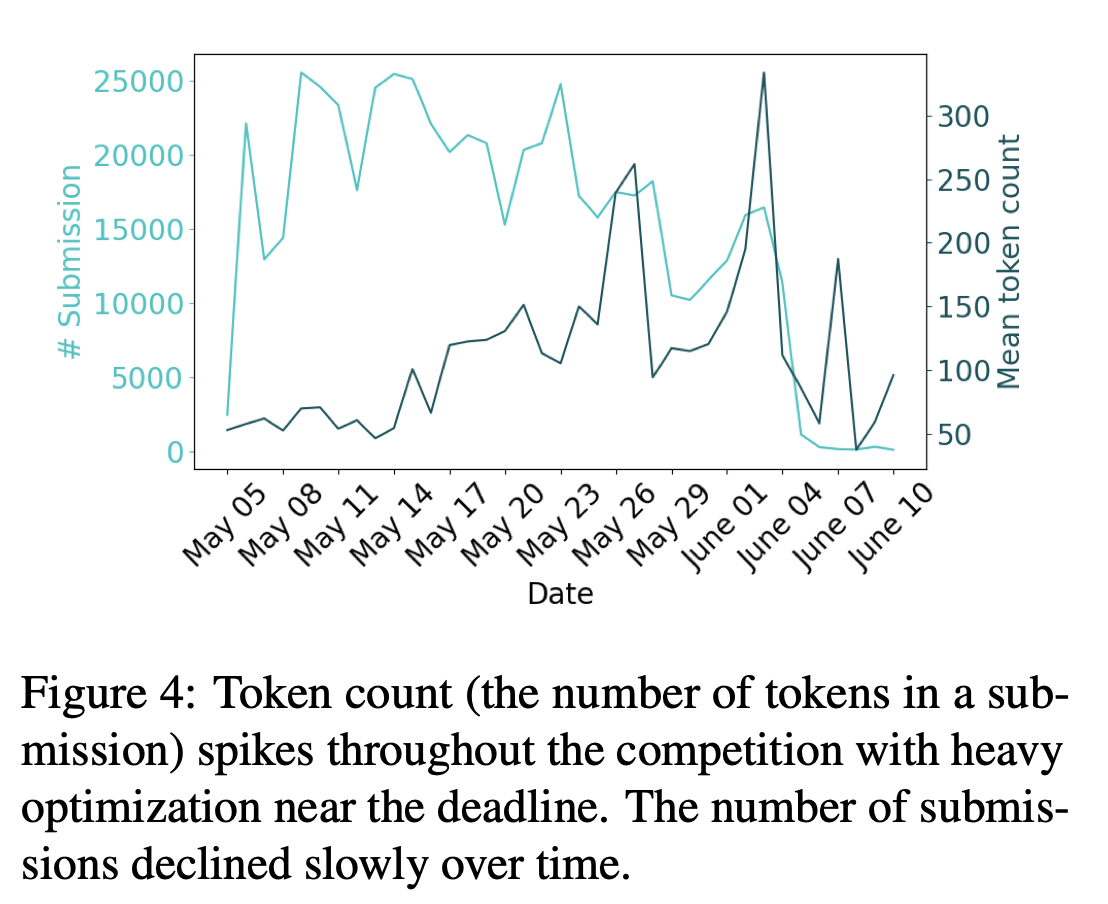 25000
20000
15000
10000
5000
0
# Submission
300
250
200
150
100
50
Mean token count
May 05
May 08
May 11
May 14
May 17
May 20
May 23
May 26
May 29
June 01
June 04
June 07
June 10
Date
Figure 4: Token count (the number of tokens in a sub-
mission) spikes throughout the competition with heavy
optimization near the deadline. The number of submis-
sions declined slowly over time.